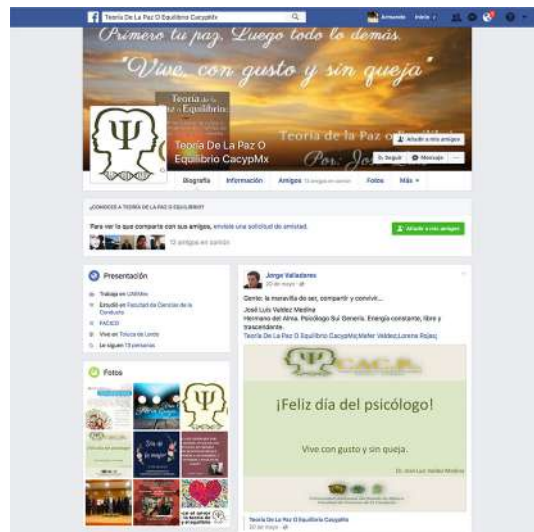 Teoría De La Paz O Equilibrio CacypMx
Armando Inicio
Primero tu paz. Luego todo lo demás.
"Vive, con gusto y sin queja"
Teoría de la
Paz o Equilibrio
Teoría De La Paz O
Equilibrio CacypMx
Teoría de la Paz o
Por: Jos
Añadir a mis amigos
Seguir Mensaje
Biografía Información Amigos Fotos Más
¿CONOCES A TEORÍA DE LA PAZ O EQUILIBRIO?
Para ver lo que comparte con sus amigos, envíale una solicitud de amistad.
Añadir a mis amigos
13 amigos en común
Presentación
Trabaja en UAEMex
Estudió en Facultad de Ciencias de la
Conducta
FACICO
Vive en Toluca de Lerdo
Le siguen 13 personas
Fotos
Jorge Valladares
20 de mayo
Gente: la maravilla de ser, compartir y convivir...
José Luis Valdez Medina
Hermano del Alma. Psicólogo Sui Generis. Energía constante, libre y
trascendente.
Teoría De La Paz O Equilibrio CacypMx;Mafer Valdez;Lorena Rojas;
C.A.C.P.
¡Feliz día del psicólogo!
Vive con gusto y sin queja.
Dr. José Luis Valdez Medina
Teoría De La Paz O Equilibrio CacypMx
20 de mayo